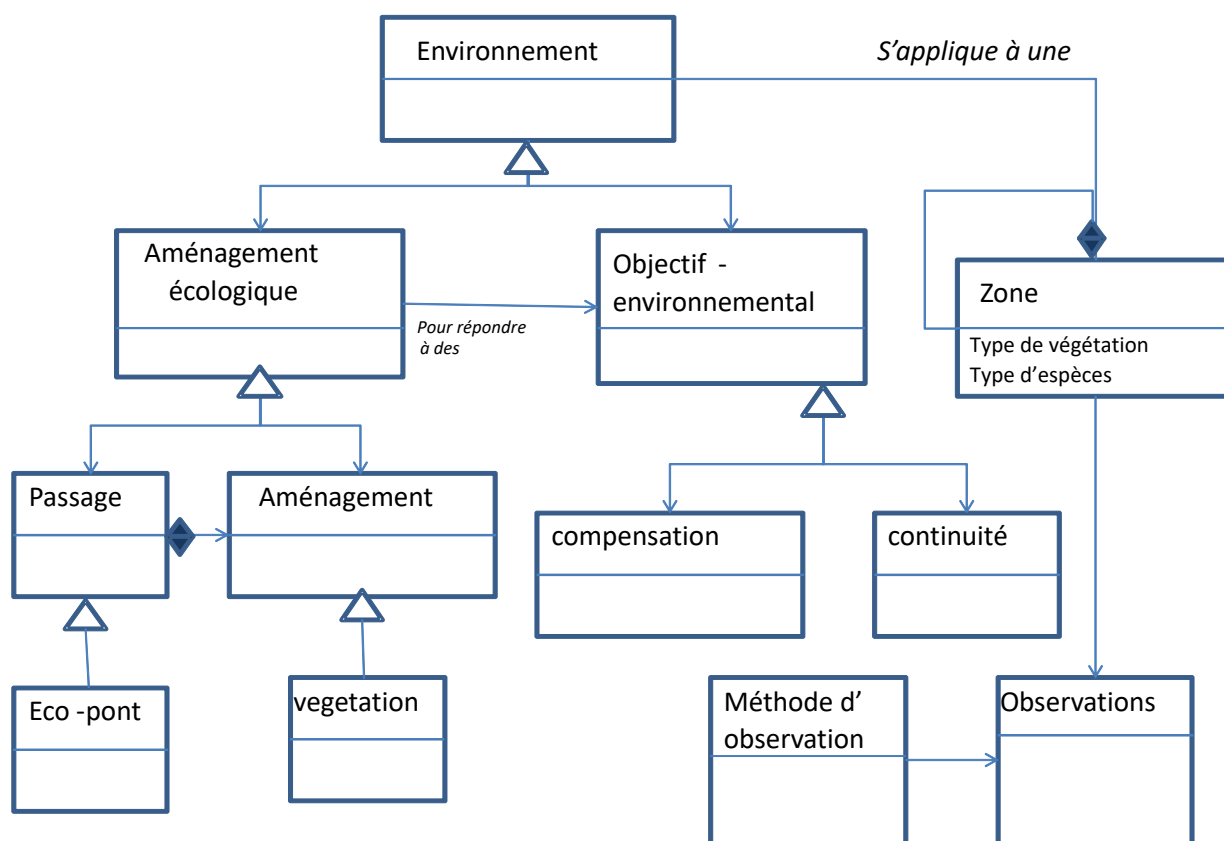 Environnement
S’applique à une
Aménagement
écologique
Objectif -
environnemental
Zone
Pour répondre
à des
Type de végétation
Type d’espèces
Passage
Aménagement
compensation
continuité
Eco -pont
vegetation
Méthode d’
observation
Observations